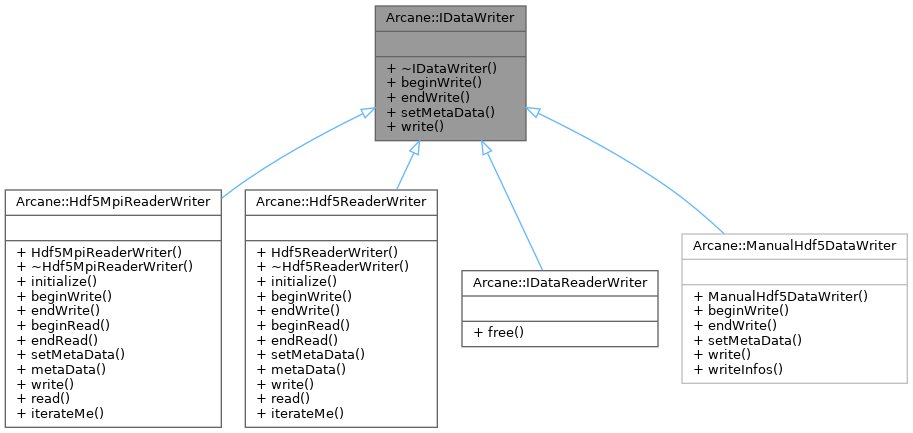 Arcane::IDataWriter
+ ~IDataWriter()
+ beginWrite()
+ endWrite()
+ setMetaData()
+ write()
Arcane::Hdf5MpiReaderWriter
+ Hdf5MpiReaderWriter()
+ ~Hdf5MpiReaderWriter()
+ initialize()
+ beginWrite()
+ endWrite()
+ beginRead()
+ endRead()
+ setMetaData()
+ metaData()
+ write()
+ read()
+ iterateMe()
Arcane::Hdf5ReaderWriter
+ Hdf5ReaderWriter()
+ ~Hdf5ReaderWriter()
+ initialize()
+ beginWrite()
+ endWrite()
+ beginRead()
+ endRead()
+ setMetaData()
+ metaData()
+ write()
+ read()
+ iterateMe()
Arcane::IDataReaderWriter
+ free()
Arcane::ManualHdf5DataWriter
+ ManualHdf5DataWriter()
+ beginWrite()
+ endWrite()
+ setMetaData()
+ write()
+ writeInfos()